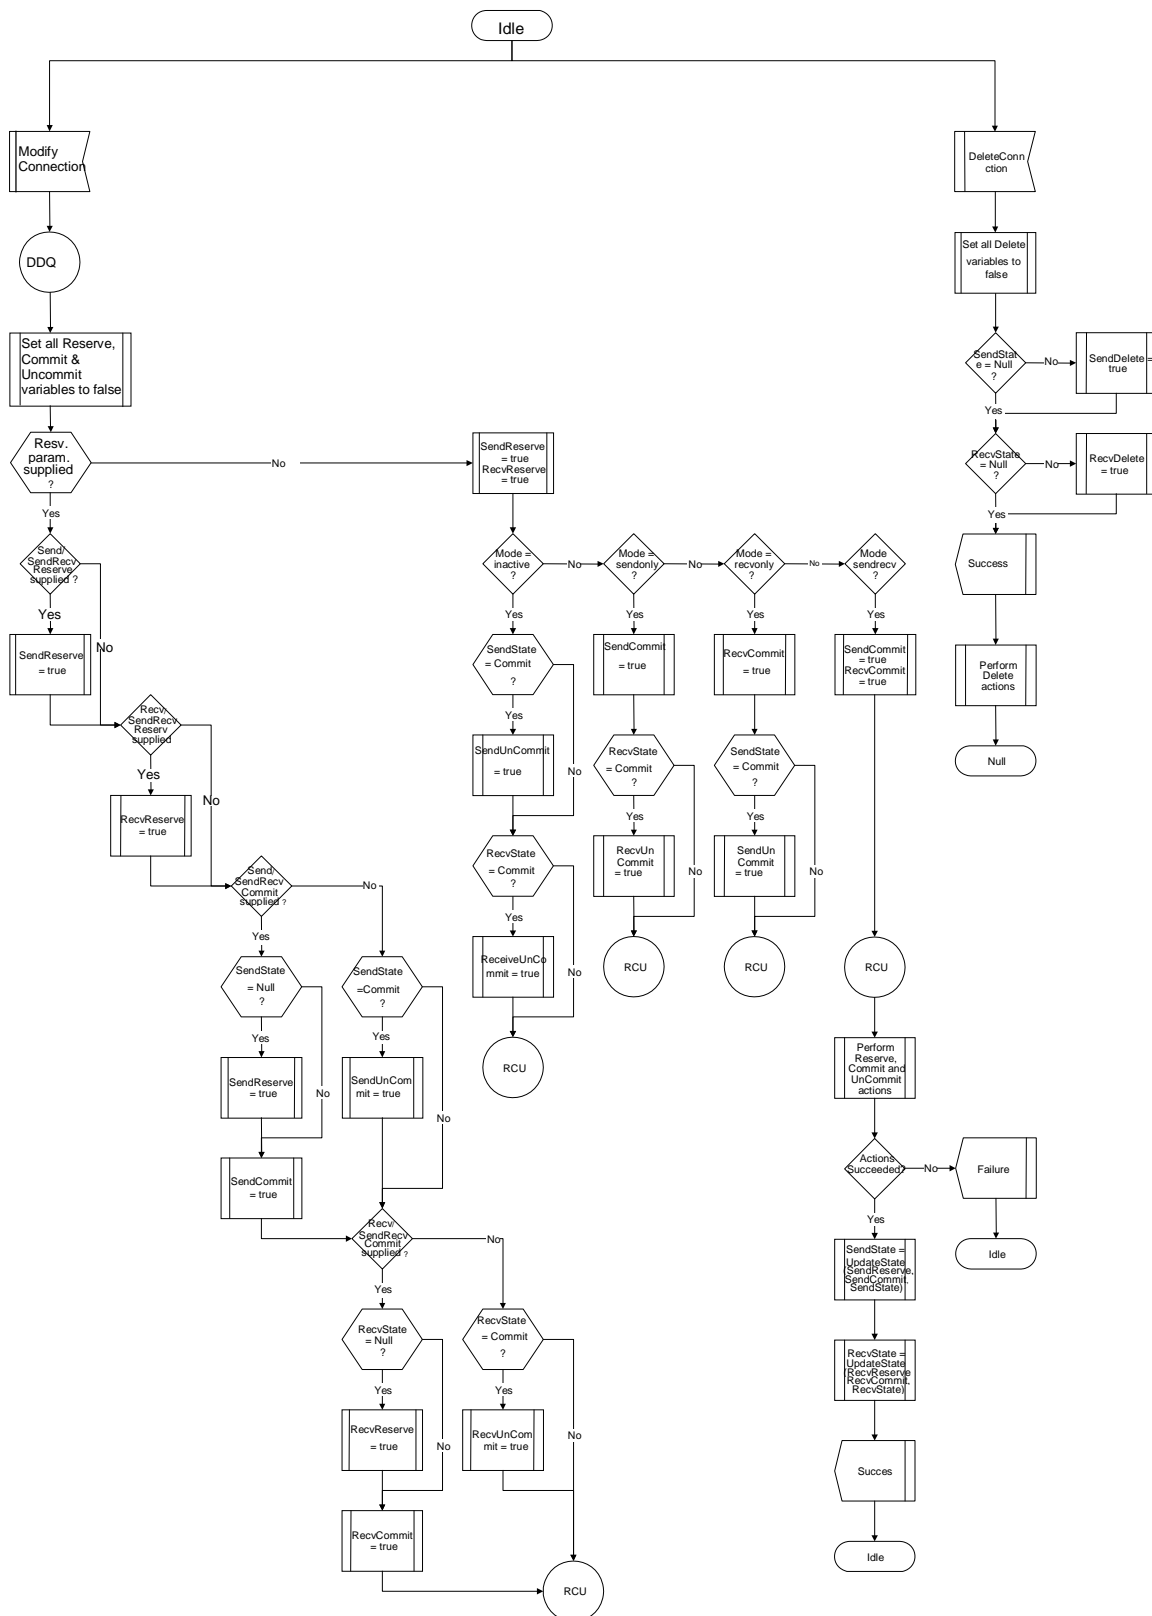 Idle
Modify
Connection
DDQ
Set all Reserve,
Commit &
Uncommit
variables to false
Resv.
param.
supplied
?
No
Yes
Send/
SendRecv
Reserve
supplied ?
Yes
No
SendReserve
= true
Recv/
SendRecv
Reserv
supplied
Yes
No
RecvReserve
= true
Send/
SendRecv
Commit
supplied ?
No
Yes
SendState
= Null
?
Yes
No
SendReserve
= true
SendCommit
= true
SendState
=Commit
?
Yes
No
SendUnCom
mit = true
Recv/
SendRecv
Commit
supplied ?
No
Yes
RecvState
= Null
?
Yes
No
RecvReserve
= true
RecvCommit
= true
RecvState
= Commit
?
Yes
No
RecvUnCom
mit = true
RCU
SendReserve
= true
RecvReserve
= true
Mode =
inactive
?
No
Yes
SendState
= Commit
?
Yes
No
SendUnCommit
= true
RecvState
= Commit
?
Yes
No
ReceiveUnCo
mmit = true
RCU
Mode =
sendonly
?
No
Yes
SendCommit
= true
RecvState
= Commit
?
Yes
No
RecvUn
Commit
= true
RCU
Mode =
recvonly
?
No
Yes
RecvCommit
= true
SendState
= Commit
?
Yes
No
SendUn
Commit
= true
RCU
Mode
sendrecv
?
Yes
SendCommit
= true
RecvCommit
= true
RCU
Perform
Reserve,
Commit and
UnCommit
actions
Actions
Succeeded?
No
Failure
Idle
Yes
SendState =
UpdateState
(SendReserve,
SendCommit,
SendState)
RecvState =
UpdateState
(RecvReserve
RecvCommit,
RecvState)
Succes
Idle
DeleteConn
ction
Set all Delete
variables to
false
SendStat
e = Null
?
No
SendDelete =
true
Yes
RecvState
= Null
?
No
RecvDelete
= true
Yes
Success
Perform
Delete
actions
Null